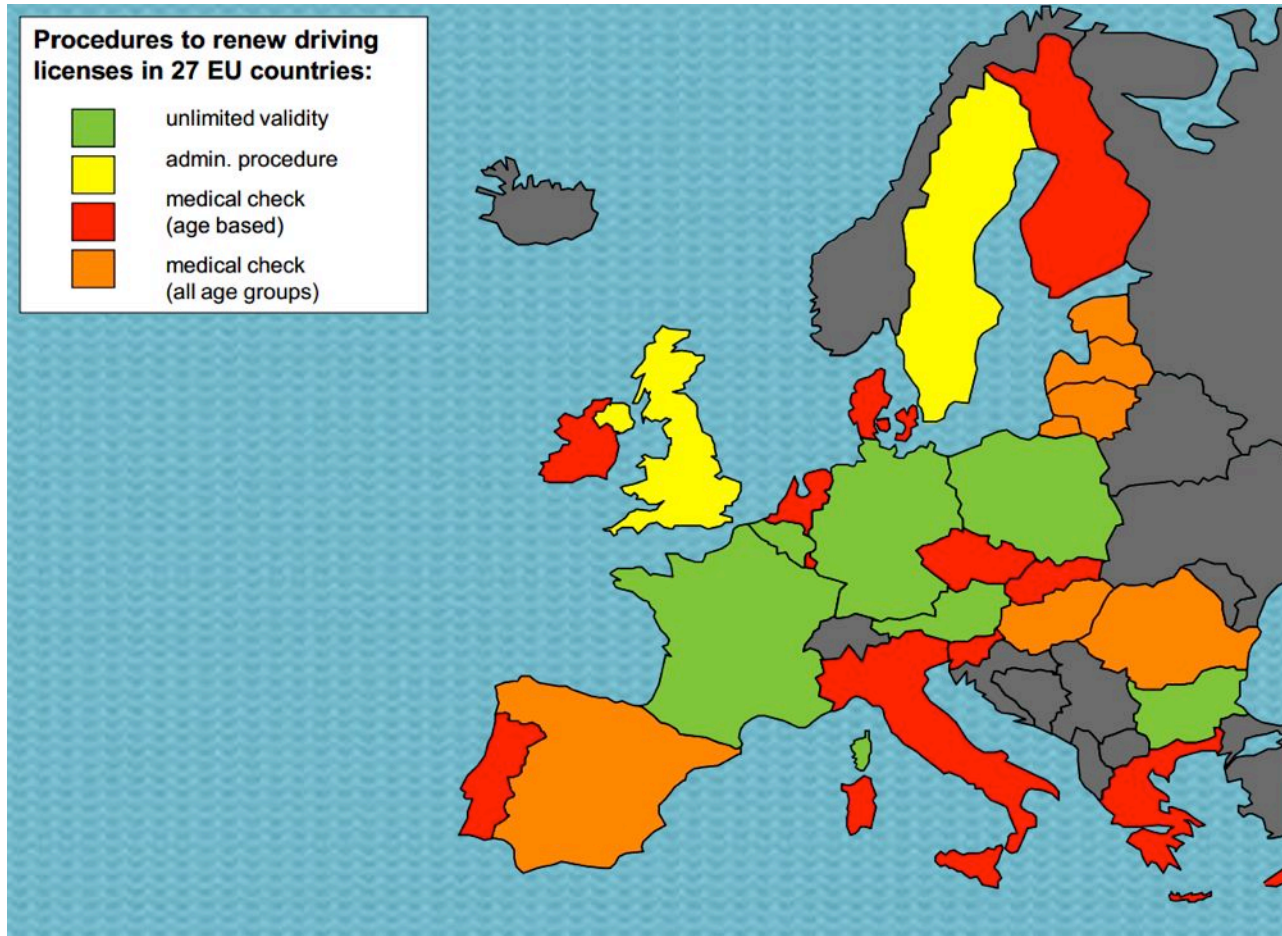 Procedures to renew driving
licenses in 27 EU countries:
unlimited validity
admin. procedure
medical check
(age based)
medical check
(all age groups)